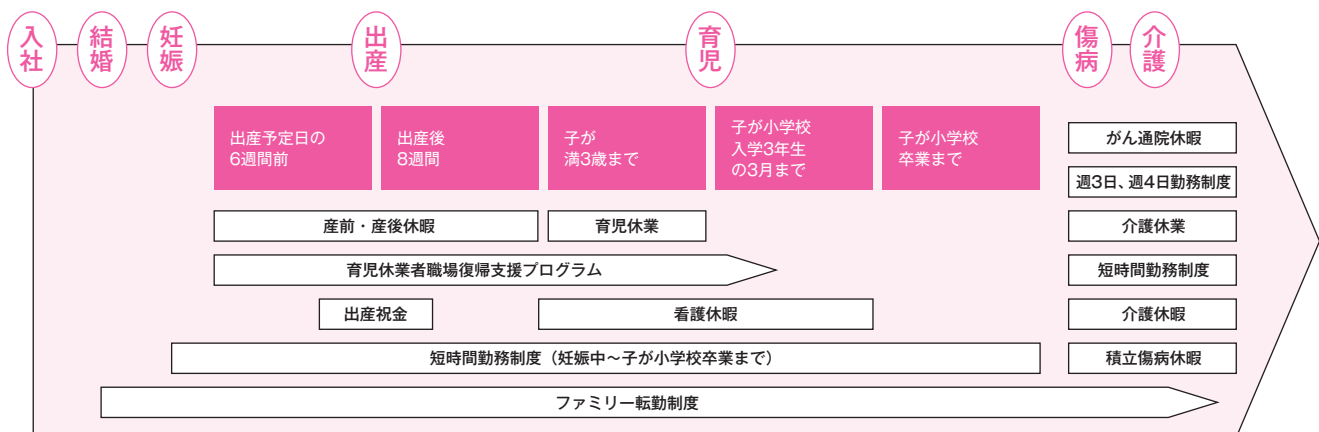 入社
結婚
妊娠
出産
育児
傷病
介護
出産予定日の
6週間前
出産後
8週間
子が
満3歳まで
子が小学校
入学3年生
の3月まで
子が小学校
卒業まで
産前・産後休暇
育児休業
育児休業者職場復帰支援プログラム
出産祝金
看護休暇
短時間勤務制度（妊娠中～子が小学校卒業まで）
ファミリー転勤制度
がん通院休暇
週3日、週4日勤務制度
介護休業
短時間勤務制度
介護休暇
積立傷病休暇